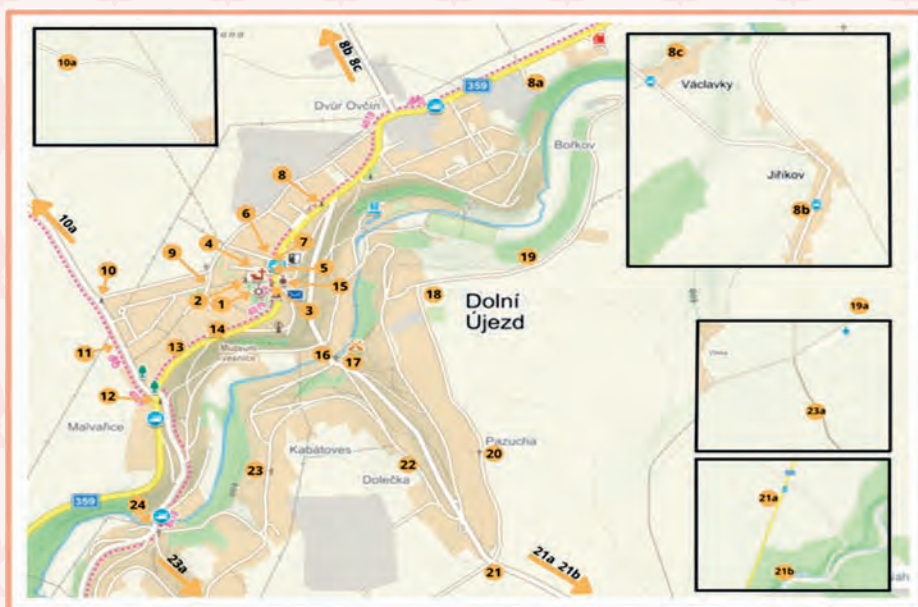 10a
8b 8c
8a
359
Dvůr Ovčín
Bořkov
8c
Václavky
Jiříkov
8b
10a
8
6
4
7
9
10
5
2
1
15
3
19
18
Dolní
Újezd
14
13
11
Muzeum
vesnice
16
17
12
Malvařice
Kabátoves
23
22
Dolečka
Pazucha
20
359
24
23a
21
21a 21b
19a
23a
21a
21b